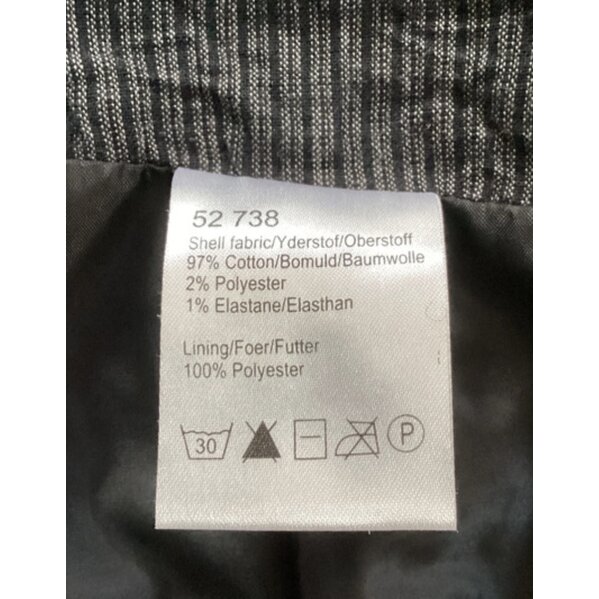 52 738
Shell fabric/Yderstof/Oberstoff
97% Cotton/Bomuld/Baumwolle
2% Polyester
1% Elastane/Elasthan
Lining/Foer/Futter
100% Polyester
30 P